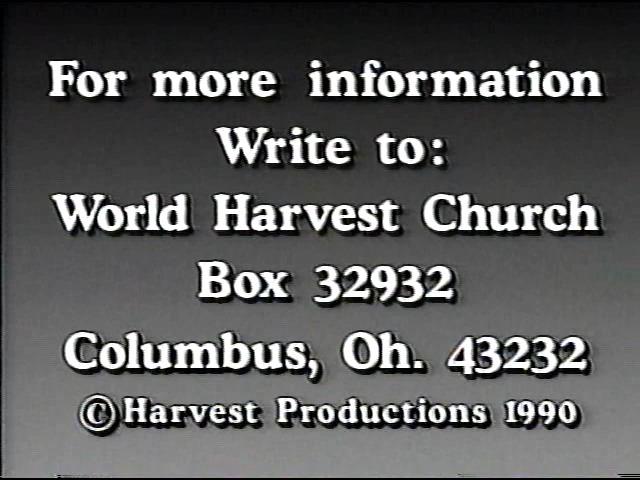 For more information
Write to:
World Harvest Church
Box 32932
Columbus, Oh. 43232
©Harvest Productions 1990